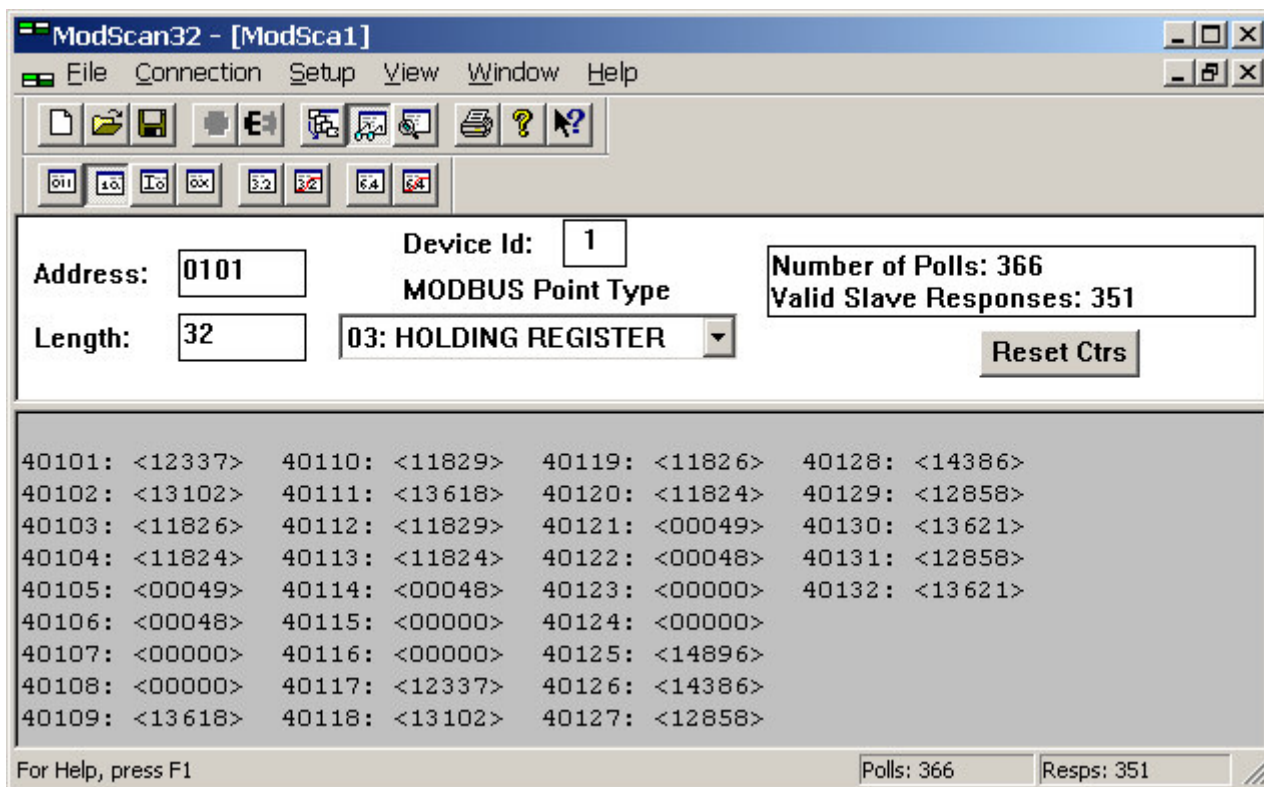 ModScan32 - [ModSca1]
File Connection Setup View Window Help
Device Id: 1
Address: 0101
MODBUS Point Type
Number of Polls: 366
Valid Slave Responses: 351
Length: 32
03: HOLDING REGISTER
Reset Ctrs
40101: <12337> 40110: <11829> 40119: <11826> 40128: <14386>
40102: <13102> 40111: <13618> 40120: <11824> 40129: <12858>
40103: <11826> 40112: <11829> 40121: <00049> 40130: <13621>
40104: <11824> 40113: <11824> 40122: <00048> 40131: <12858>
40105: <00049> 40114: <00048> 40123: <00000> 40132: <13621>
40106: <00048> 40115: <00000> 40124: <00000>
40107: <00000> 40116: <00000> 40125: <14896>
40108: <00000> 40117: <12337> 40126: <14386>
40109: <13618> 40118: <13102> 40127: <12858>
For Help, press F1
Polls: 366
Resps: 351